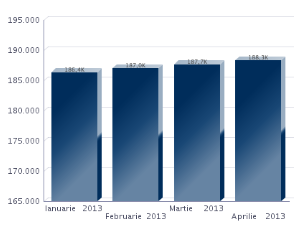 195.000
190.000
185.000
180.000
175.000
170.000
165.000
186.4K
187.0K
187.7K
188.3K
Ianuarie 2013
Februarie 2013
Martie 2013
Aprilie 2013